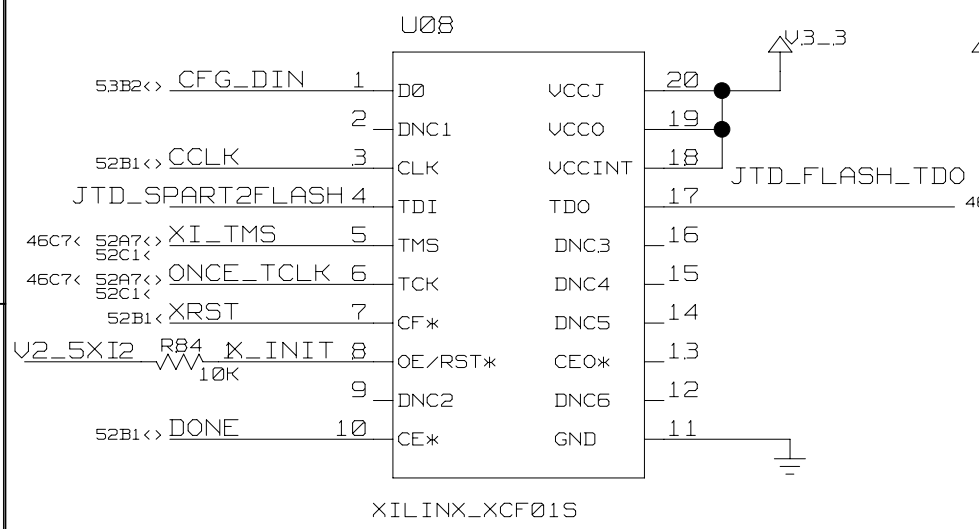 U08
V3_3
53B2<> CFG_DIN 1 D0 VCCJ 20
2 DNC1 VCCO 19
52B1<> CCLK 3 CLK VCCINT 18
JTD_SPART2FLASH 4 TDI TDO 17 JTD_FLASH_TDO
46C7< 52A7<> XI_TMS 5 TMS DNC3 16
52C1<
46C7< 52A7<> ONCE_TCLK 6 TCK DNC4 15
52C1<
52B1< XRST 7 CF* DNC5 14
V2_5XI2 R84 1 X_INIT 8 OE/RST* CEO* 13
10K
9 DNC2 DNC6 12
52B1<> DONE 10 CE* GND 11
XILINX_XCF01S